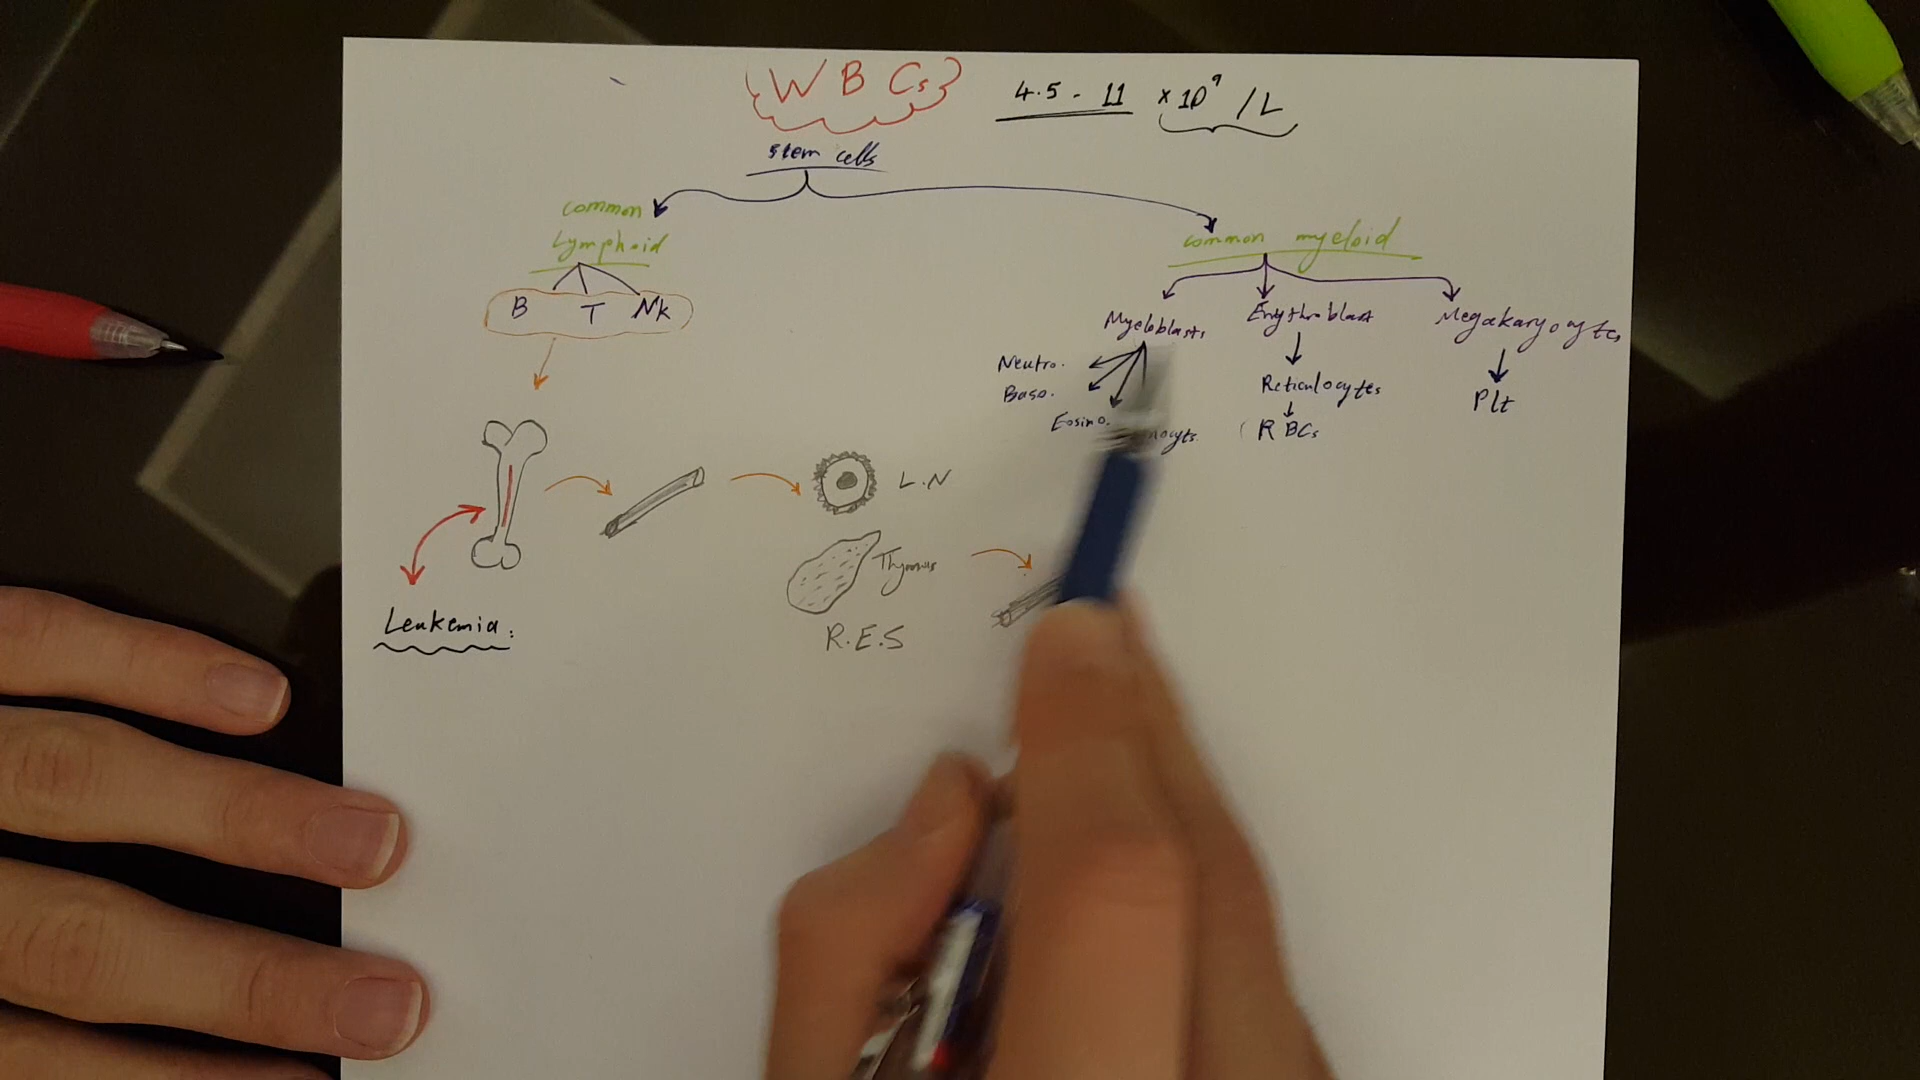 WBCs
4.5 - 11 x10⁹ /L
stem cells
common
Lymphoid
B T Nk
common myeloid
Myeloblasts
Erythroblast
Megakaryocytes
Neutro.
Baso.
Eosino.
Reticulocytes
RBCs
Plt
L.N
Thymus
R.E.S
Leukemia: